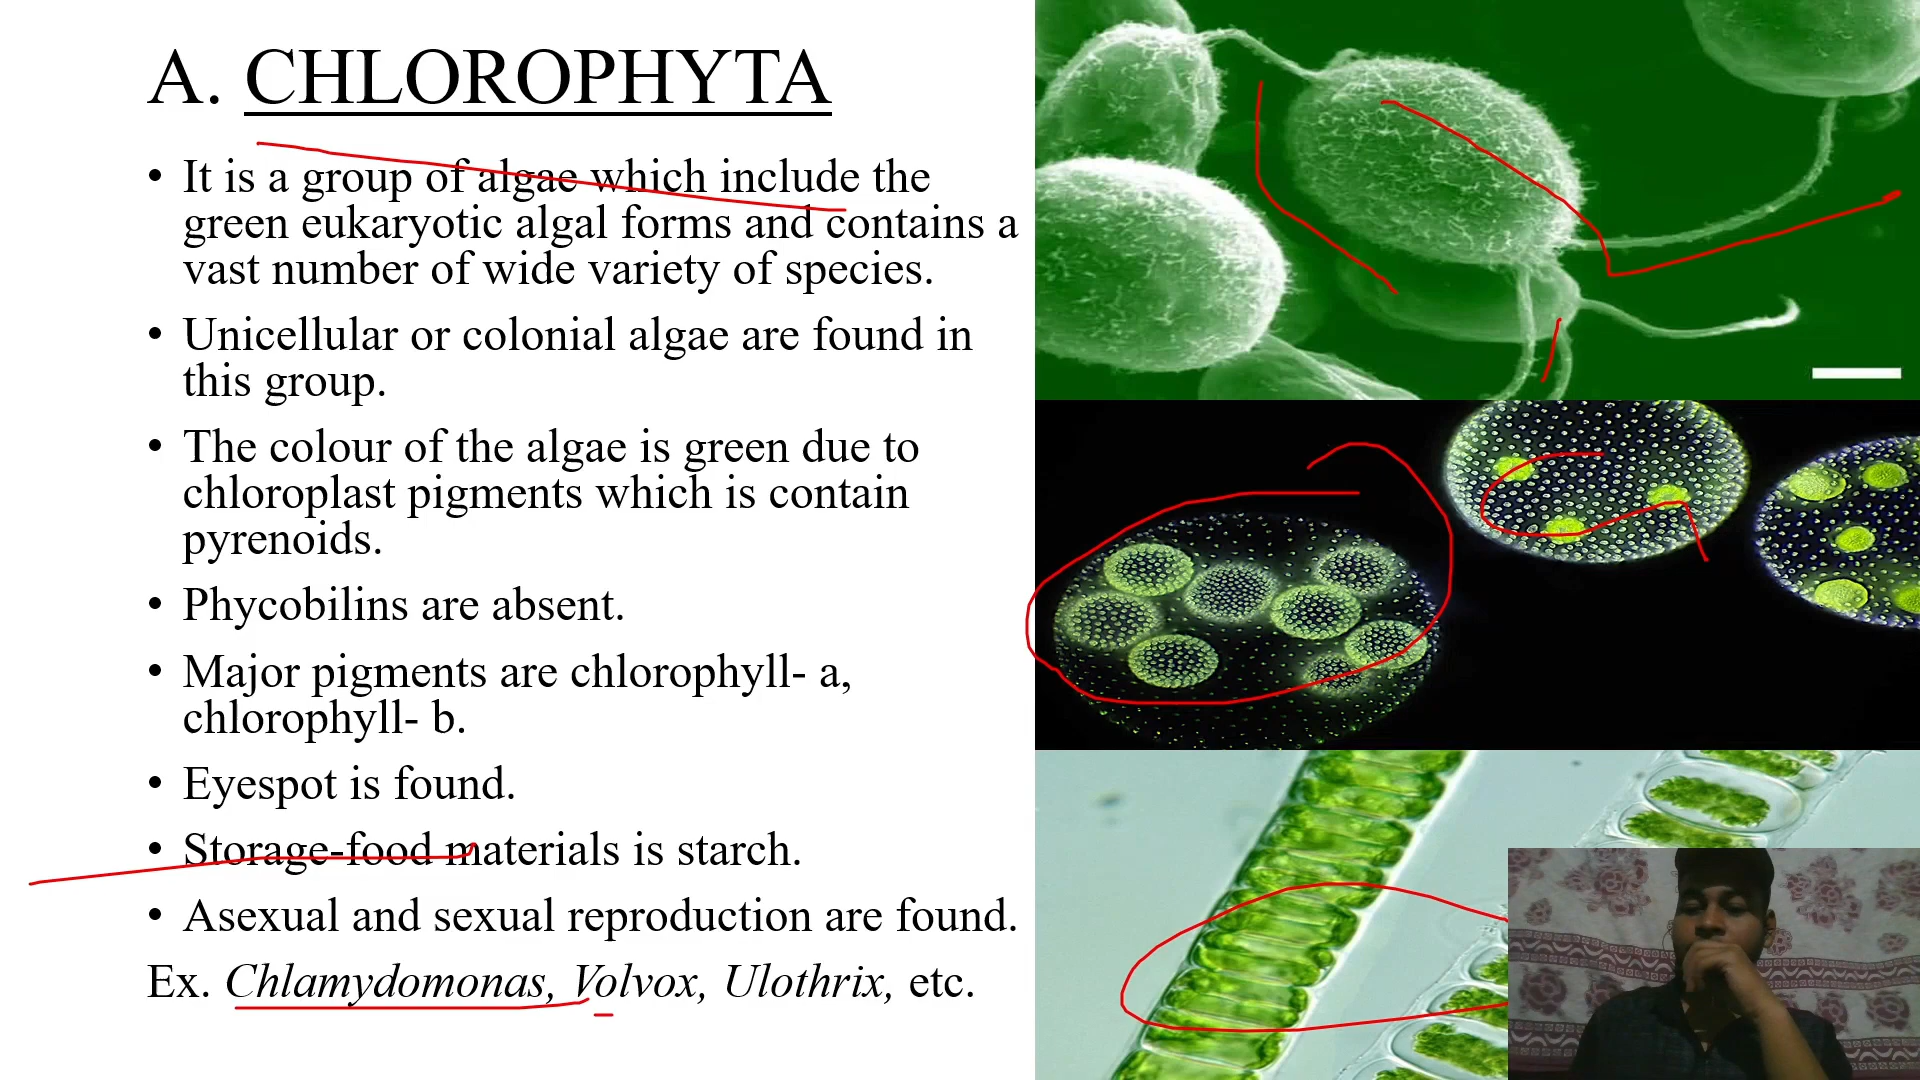 A. CHLOROPHYTA
• It is a group of algae which include the
green eukaryotic algal forms and contains a
vast number of wide variety of species.
• Unicellular or colonial algae are found in
this group.
• The colour of the algae is green due to
chloroplast pigments which is contain
pyrenoids.
• Phycobilins are absent.
• Major pigments are chlorophyll- a,
chlorophyll- b.
• Eyespot is found.
• Storage-food materials is starch.
• Asexual and sexual reproduction are found.
Ex. Chlamydomonas, Volvox, Ulothrix, etc.